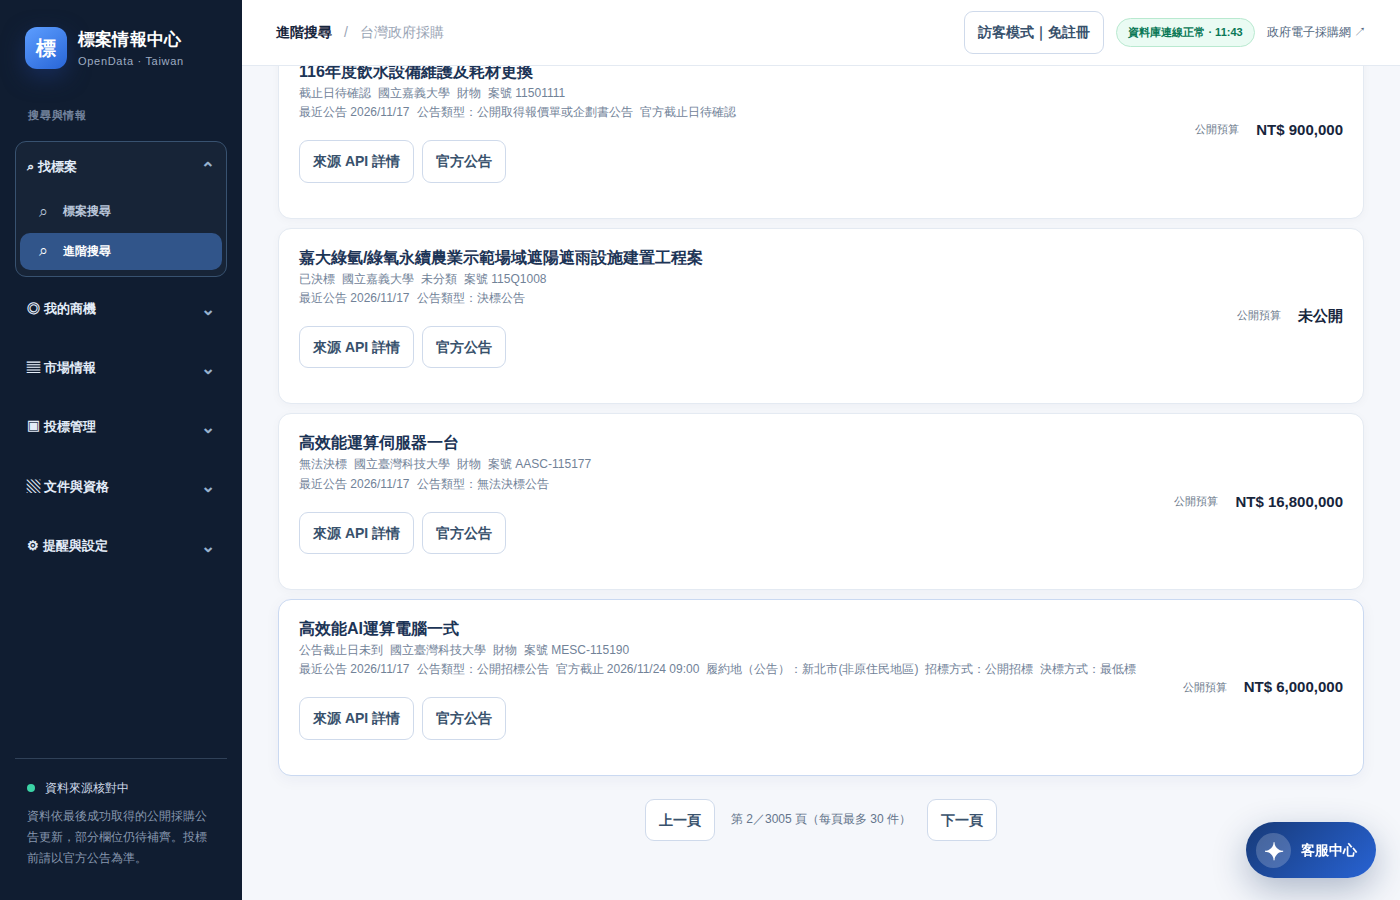 標
標案情報中心
OpenData · Taiwan
搜尋與情報
找標案
標案搜尋
進階搜尋
我的商機
市場情報
投標管理
文件與資格
提醒與設定
資料來源核對中
資料依最後成功取得的公開採購公
告更新，部分欄位仍待補齊。投標
前請以官方公告為準。
進階搜尋 / 台灣政府採購
訪客模式｜免註冊
資料庫連線正常 · 11:43
政府電子採購網 ↗
116年度飲水設備維護及耗材更換
截止日待確認 國立嘉義大學 財物 案號 11501111
最近公告 2026/11/17 公告類型：公開取得報價單或企劃書公告 官方截止日待確認
公開預算 NT$ 900,000
來源 API 詳情
官方公告
嘉大綠氫/綠氧永續農業示範場域遮陽遮雨設施建置工程案
已決標 國立嘉義大學 未分類 案號 115Q1008
最近公告 2026/11/17 公告類型：決標公告
公開預算 未公開
來源 API 詳情
官方公告
高效能運算伺服器一台
無法決標 國立臺灣科技大學 財物 案號 AASC-115177
最近公告 2026/11/17 公告類型：無法決標公告
公開預算 NT$ 16,800,000
來源 API 詳情
官方公告
高效能AI運算電腦一式
公告截止日未到 國立臺灣科技大學 財物 案號 MESC-115190
最近公告 2026/11/17 公告類型：公開招標公告 官方截止 2026/11/24 09:00 履約地（公告）：新北市(非原住民地區) 招標方式：公開招標 決標方式：最低標
公開預算 NT$ 6,000,000
來源 API 詳情
官方公告
上一頁
第 2／3005 頁（每頁最多 30 件）
下一頁
客服中心